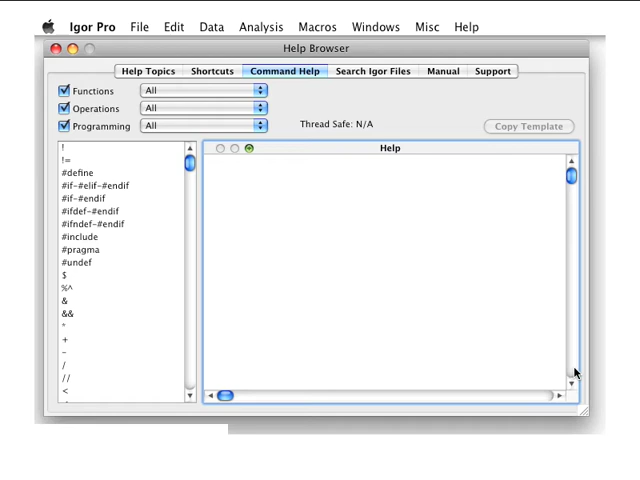 Igor Pro File Edit Data Analysis Macros Windows Misc Help
Help Browser
Help Topics Shortcuts Command Help Search Igor Files Manual Support
Functions All
Operations All
Programming All Thread Safe: N/A Copy Template
Help
!
!=
#define
#if-#elif-#endif
#if-#endif
#ifdef-#endif
#ifndef-#endif
#include
#pragma
#undef
$
%^
&
&&
*
+
-
/
//
<